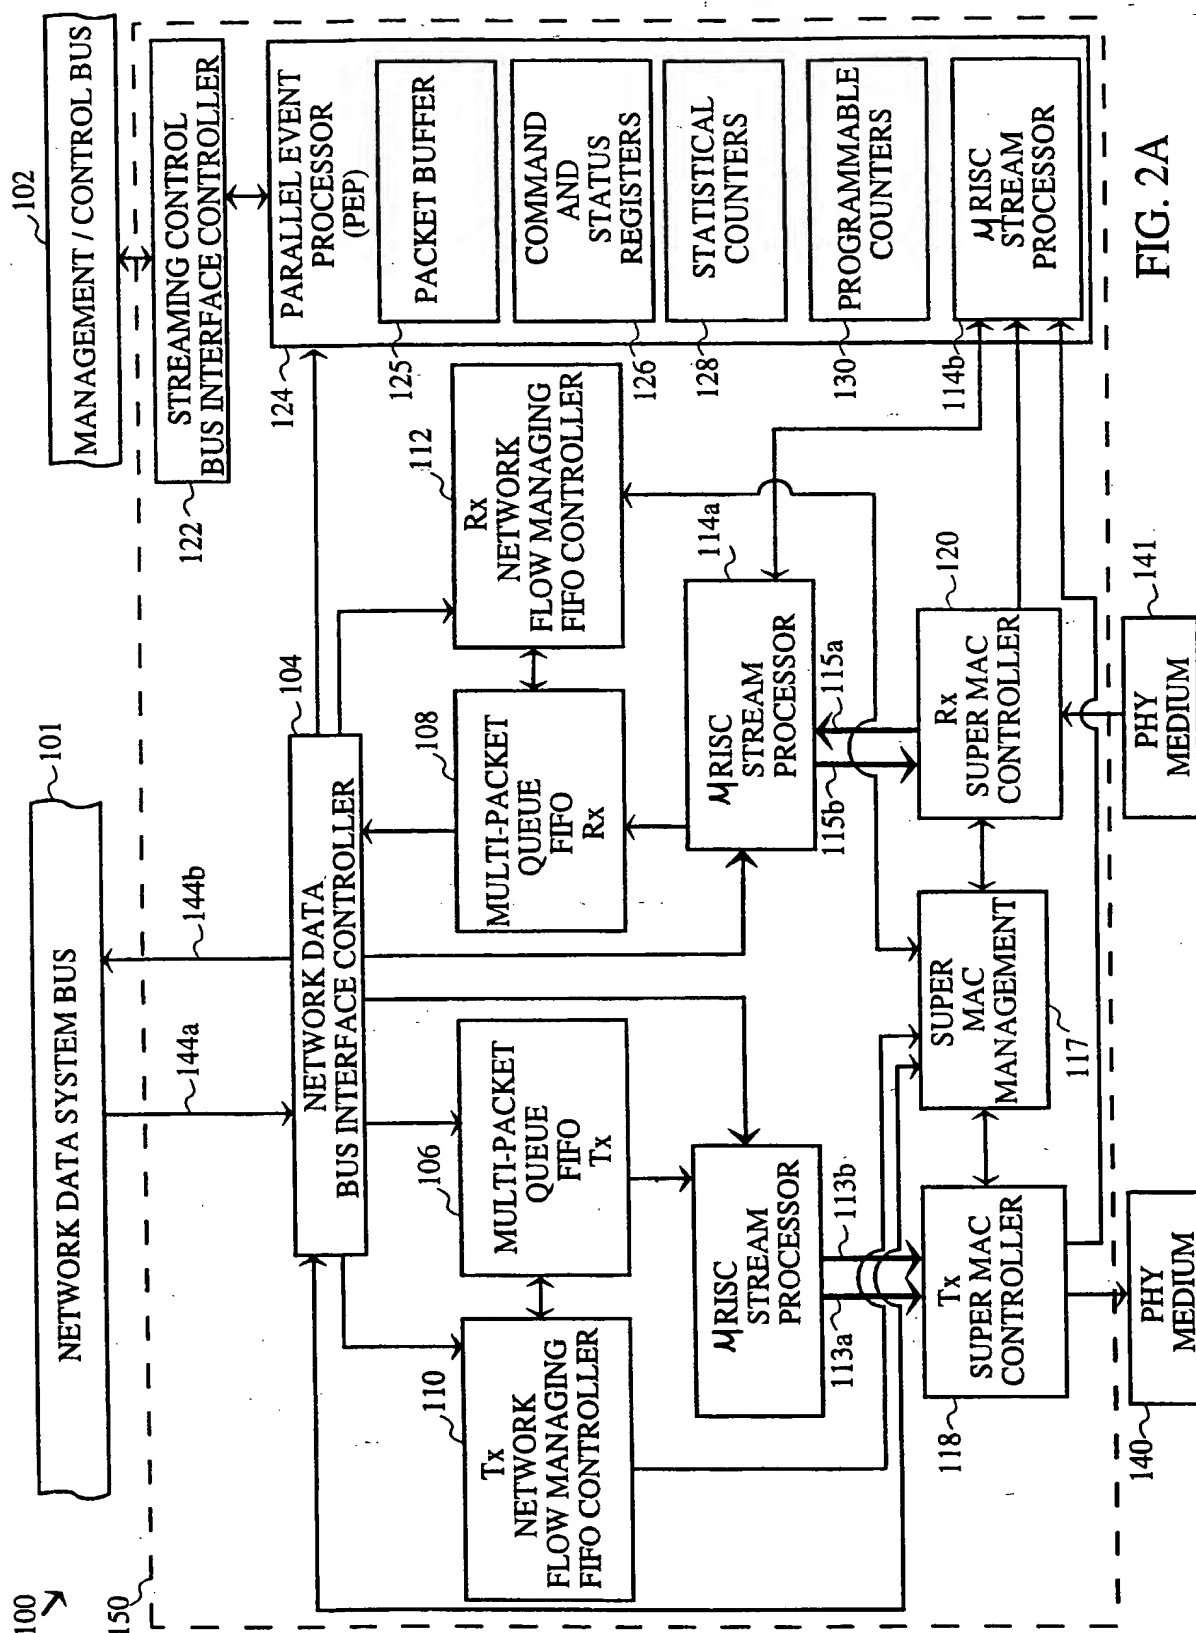 100
150
NETWORK DATA SYSTEM BUS
101
MANAGEMENT / CONTROL BUS
102
144a
144b
122
STREAMING CONTROL
BUS INTERFACE CONTROLLER
NETWORK DATA
BUS INTERFACE CONTROLLER
104
124
PARALLEL EVENT
PROCESSOR
(PEP)
125
PACKET BUFFER
126
COMMAND
AND
STATUS
REGISTERS
128
STATISTICAL
COUNTERS
130
PROGRAMMABLE
COUNTERS
114b
μRISC
STREAM
PROCESSOR
110
Tx
NETWORK
FLOW MANAGING
FIFO CONTROLLER
106
MULTI-PACKET
QUEUE
FIFO
Tx
108
MULTI-PACKET
QUEUE
FIFO
Rx
112
Rx
NETWORK
FLOW MANAGING
FIFO CONTROLLER
μRISC
STREAM
PROCESSOR
113a
113b
114a
μRISC
STREAM
PROCESSOR
115b
115a
118
Tx
SUPER MAC
CONTROLLER
SUPER
MAC
MANAGEMENT
117
120
Rx
SUPER MAC
CONTROLLER
140
PHY
MEDIUM
141
PHY
MEDIUM
FIG. 2A